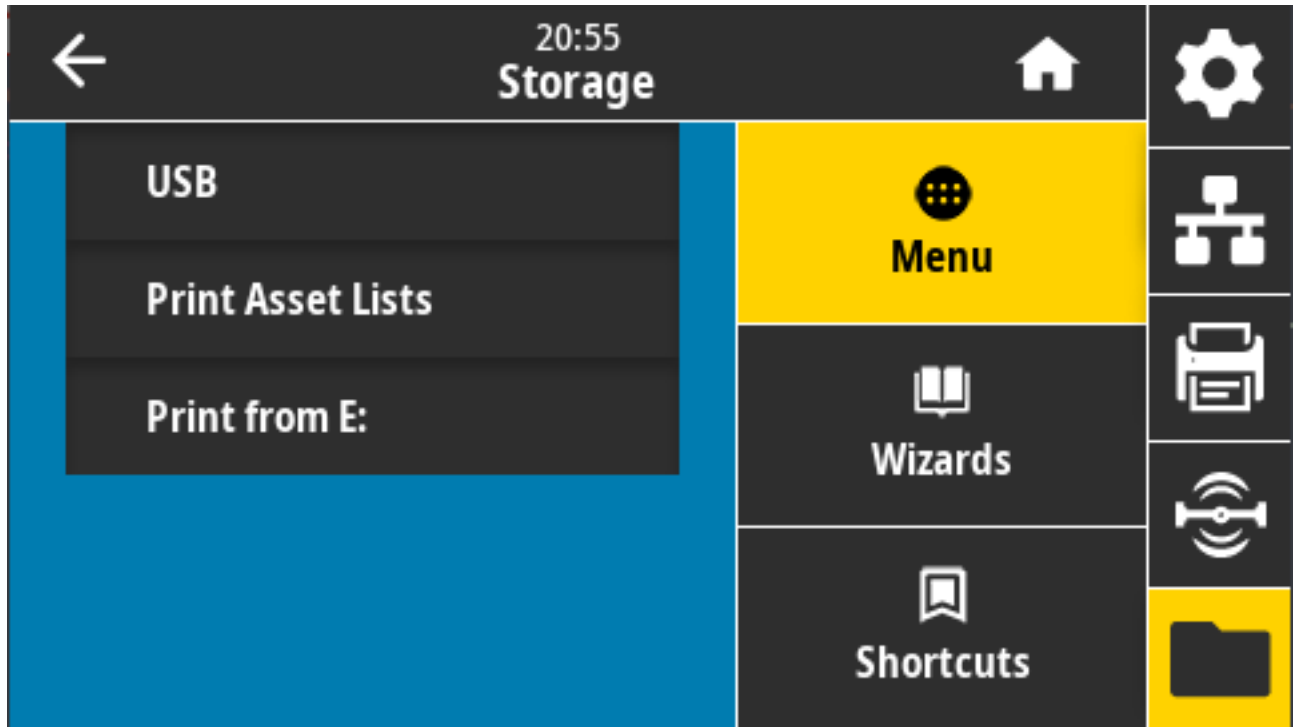 20:55
Storage
USB
Print Asset Lists
Print from E:
Menu
Wizards
Shortcuts